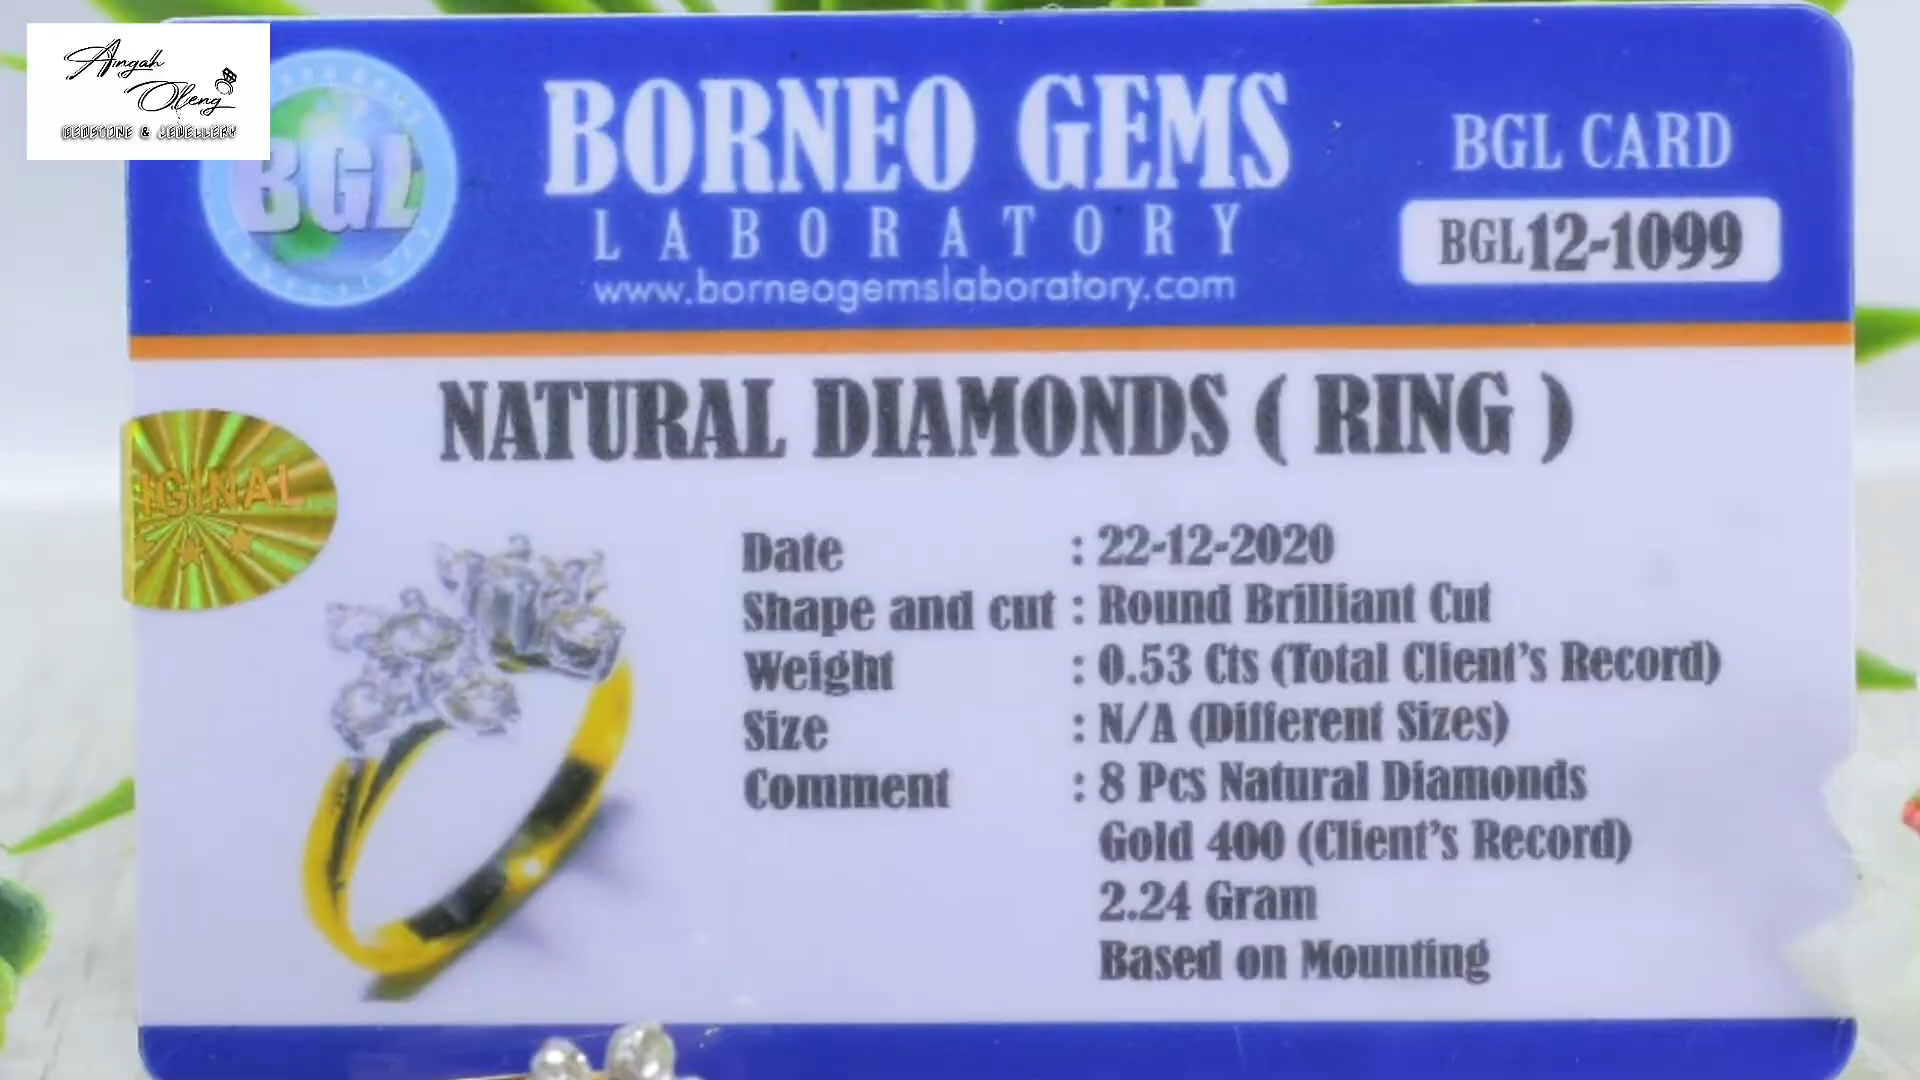 Aingah
Oleng
GEMSTONE & JEWELLERY
BGL
BORNEO GEMS
LABORATORY
www.borneogemslaboratory.com
BGL CARD
BGL12-1099
NATURAL DIAMONDS ( RING )
IGINAL
Date : 22-12-2020
Shape and cut : Round Brilliant Cut
Weight : 0.53 Cts (Total Client's Record)
Size : N/A (Different Sizes)
Comment : 8 Pcs Natural Diamonds
Gold 400 (Client's Record)
2.24 Gram
Based on Mounting